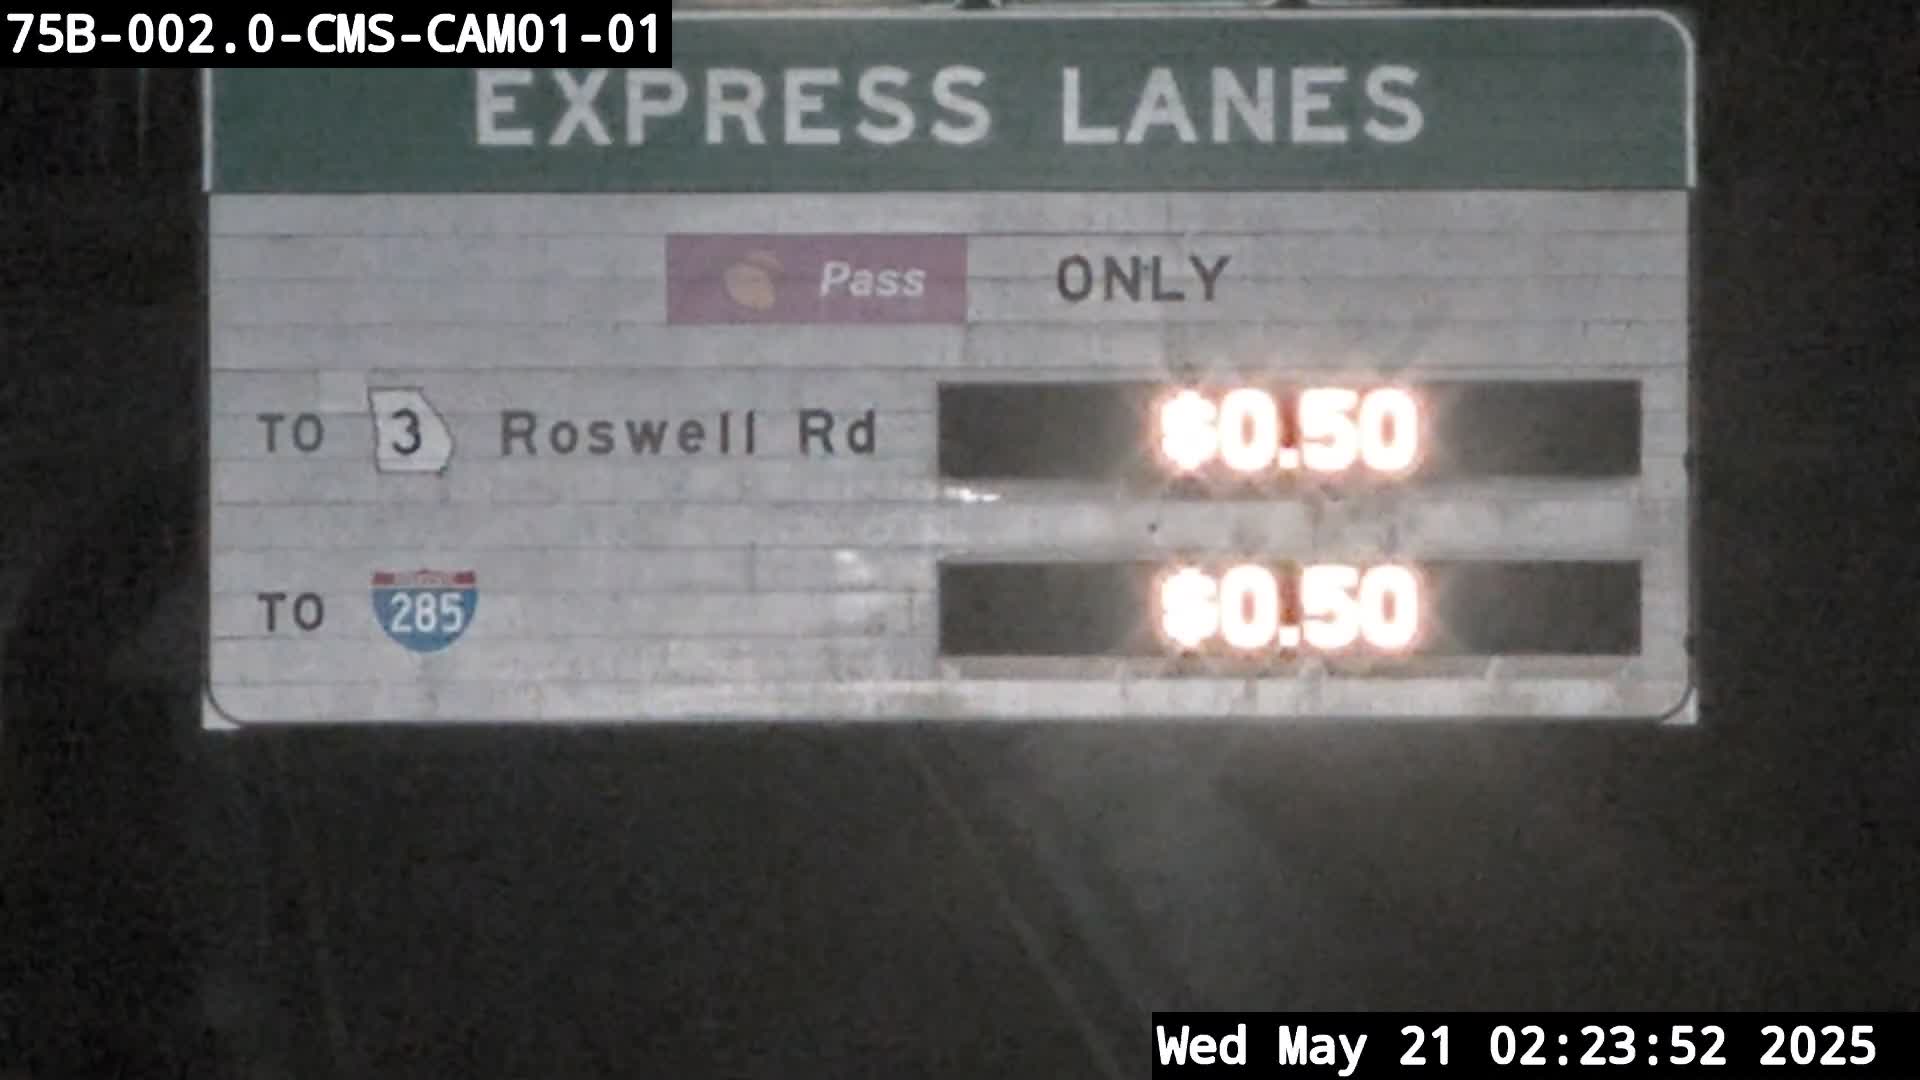 75B-002.0-CMS-CAM01-01
EXPRESS LANES
Pass ONLY
TO 3 Roswell Rd $0.50
TO 285 $0.50
Wed May 21 02:23:52 2025